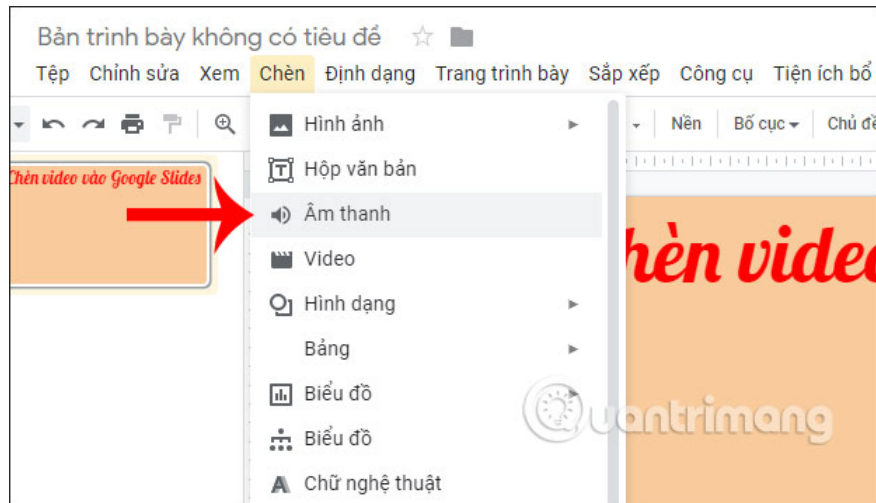 Bản trình bày không có tiêu đề
Tệp Chỉnh sửa Xem Chèn Định dạng Trang trình bày Sắp xếp Công cụ Tiện ích bổ
Nền Bố cục Chủ đề
Hình ảnh
Hộp văn bản
Âm thanh
Video
Hình dạng
Bảng
Biểu đồ
Biểu đồ
Chữ nghệ thuật
Chèn video vào Google Slides
hèn video
Quantrimang